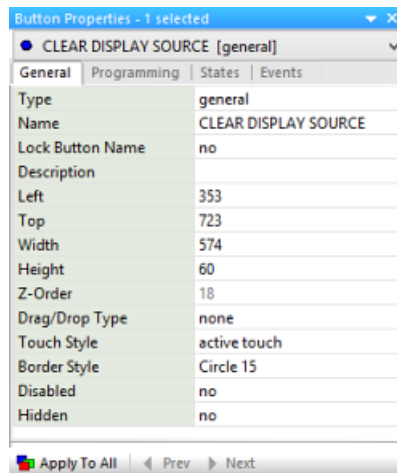 Button Properties - 1 selected
CLEAR DISPLAY SOURCE [general]
General Programming States Events
Type general
Name CLEAR DISPLAY SOURCE
Lock Button Name no
Description
Left 353
Top 723
Width 574
Height 60
Z-Order 18
Drag/Drop Type none
Touch Style active touch
Border Style Circle 15
Disabled no
Hidden no
Apply To All Prev Next